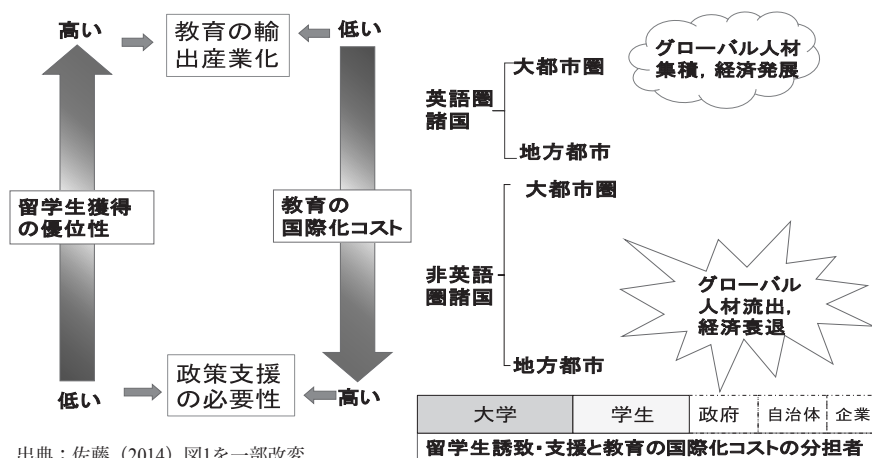 高い
教育の輸
出産業化
低い
留学生獲得
の優位性
教育の
国際化コスト
低い
政策支援
の必要性
高い
英語圏
諸国
大都市圏
地方都市
非英語
圏諸国
大都市圏
地方都市
グローバル人材
集積，経済発展
グローバル
人材流出，
経済衰退
大学
学生
政府
自治体
企業
留学生誘致・支援と教育の国際化コストの分担者
出典：佐藤（2014）図1を一部改変